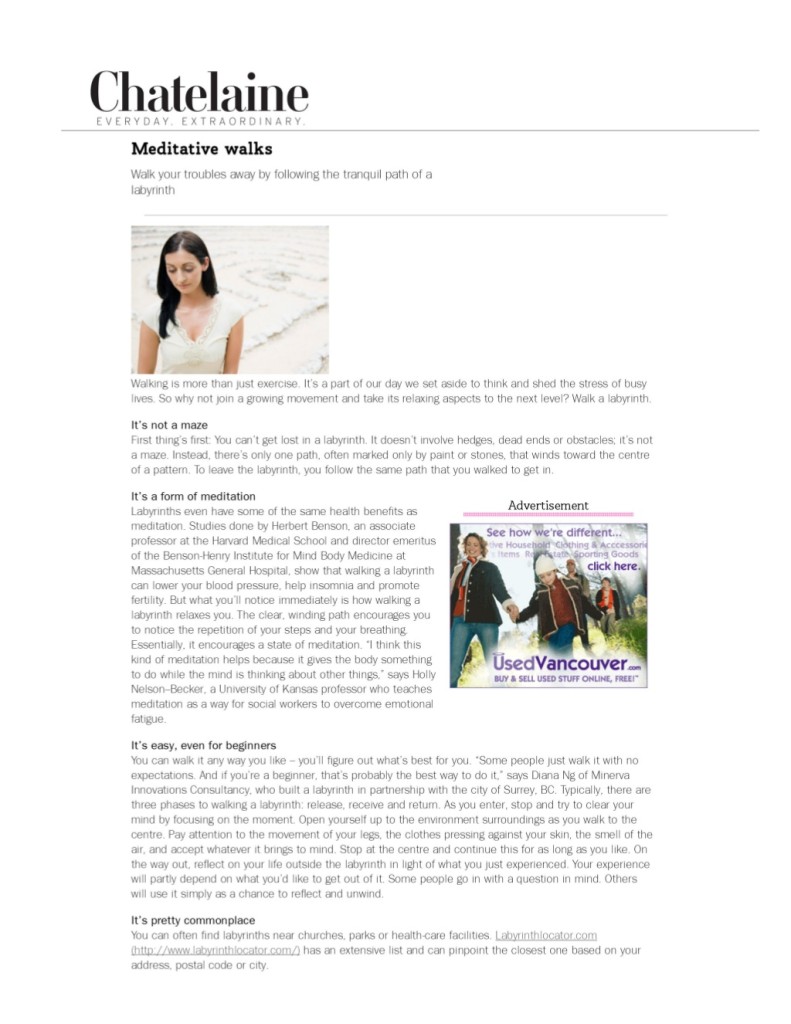 Chatelaine
EVERYDAY. EXTRAORDINARY.
Meditative walks
Walk your troubles away by following the tranquil path of a
labyrinth
Walking is more than just exercise. It's a part of our day we set aside to think and shed the stress of busy
lives. So why not join a growing movement and take its relaxing aspects to the next level? Walk a labyrinth.
It's not a maze
First thing's first: You can't get lost in a labyrinth. It doesn't involve hedges, dead ends or obstacles; it's not
a maze. Instead, there's only one path, often marked only by paint or stones, that winds toward the centre
of a pattern. To leave the labyrinth, you follow the same path that you walked to get in.
It's a form of meditation
Labyrinths even have some of the same health benefits as
meditation. Studies done by Herbert Benson, an associate
professor at the Harvard Medical School and director emeritus
of the Benson-Henry Institute for Mind Body Medicine at
Massachusetts General Hospital, show that walking a labyrinth
can lower your blood pressure, help insomnia and promote
fertility. But what you'll notice immediately is how walking a
labyrinth relaxes you. The clear, winding path encourages you
to notice the repetition of your steps and your breathing.
Essentially, it encourages a state of meditation. "I think this
kind of meditation helps because it gives the body something
to do while the mind is thinking about other things," says Holly
Nelson-Becker, a University of Kansas professor who teaches
meditation as a way for social workers to overcome emotional
fatigue.
Advertisement
See how we're different...
Household Clothing & Acccessorie
Items Real Estate Sporting Goods
click here.
UsedVancouver.com
BUY & SELL USED STUFF ONLINE, FREE!™
It's easy, even for beginners
You can walk it any way you like – you'll figure out what's best for you. "Some people just walk it with no
expectations. And if you're a beginner, that's probably the best way to do it," says Diana Ng of Minerva
Innovations Consultancy, who built a labyrinth in partnership with the city of Surrey, BC. Typically, there are
three phases to walking a labyrinth: release, receive and return. As you enter, stop and try to clear your
mind by focusing on the moment. Open yourself up to the environment surroundings as you walk to the
centre. Pay attention to the movement of your legs, the clothes pressing against your skin, the smell of the
air, and accept whatever it brings to mind. Stop at the centre and continue this for as long as you like. On
the way out, reflect on your life outside the labyrinth in light of what you just experienced. Your experience
will partly depend on what you'd like to get out of it. Some people go in with a question in mind. Others
will use it simply as a chance to reflect and unwind.
It's pretty commonplace
You can often find labyrinths near churches, parks or health-care facilities. Labyrinthlocator.com
(http://www.labyrinthlocator.com/) has an extensive list and can pinpoint the closest one based on your
address, postal code or city.